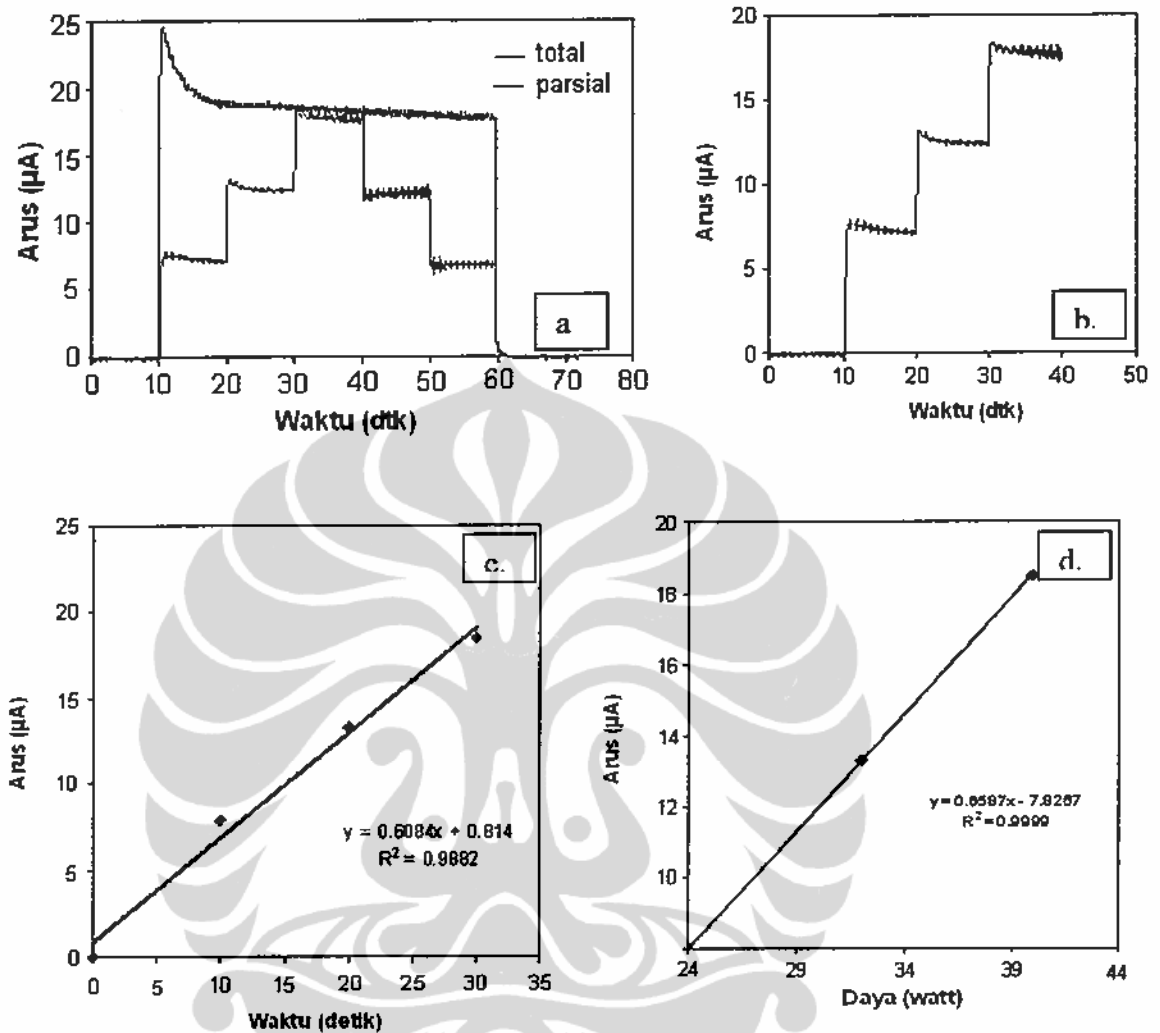 Arus (µA)
25
20
15
10
5
0
0 10 20 30 40 50 60 70 80
Waktu (dtk)
total
parsial
a
Arus (µA)
20
15
10
5
0
0 10 20 30 40 50
Waktu (dtk)
b.
Arus (µA)
25
20
15
10
5
0
0 5 10 15 20 25 30 35
Waktu (detik)
c.
y = 0.6084x + 0.814
R² = 0.9882
Arus (µA)
20
18
16
14
12
10
24 29 34 39 44
Daya (watt)
d.
y = 0.6587x - 7.8267
R² = 0.9999